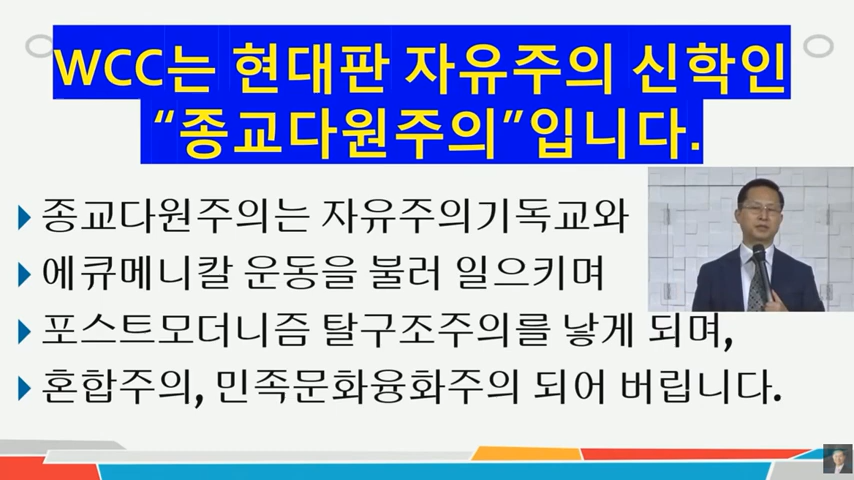 WCC는 현대판 자유주의 신학인
“종교다원주의”입니다.
종교다원주의는 자유주의기독교와
에큐메니칼 운동을 불러 일으키며
포스트모더니즘 탈구조주의를 낳게 되며,
혼합주의, 민족문화융화주의 되어 버립니다.